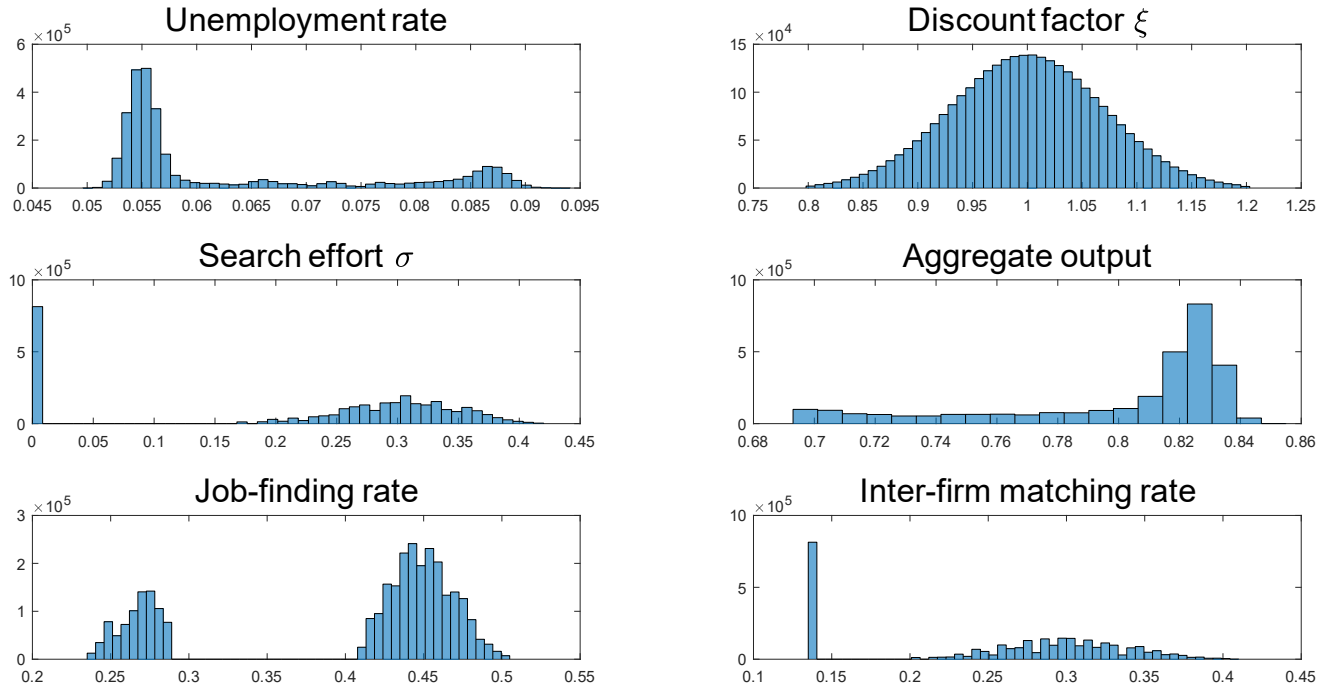 Unemployment rate
×10^5
6
4
2
0
0.045 0.05 0.055 0.06 0.065 0.07 0.075 0.08 0.085 0.09 0.095
Discount factor ξ
×10^4
15
10
5
0
0.75 0.8 0.85 0.9 0.95 1 1.05 1.1 1.15 1.2 1.25
Search effort σ
×10^5
10
5
0
0 0.05 0.1 0.15 0.2 0.25 0.3 0.35 0.4 0.45
Aggregate output
×10^5
10
5
0
0.68 0.7 0.72 0.74 0.76 0.78 0.8 0.82 0.84 0.86
Job-finding rate
×10^5
3
2
1
0
0.2 0.25 0.3 0.35 0.4 0.45 0.5 0.55
Inter-firm matching rate
×10^5
10
5
0
0.1 0.15 0.2 0.25 0.3 0.35 0.4 0.45